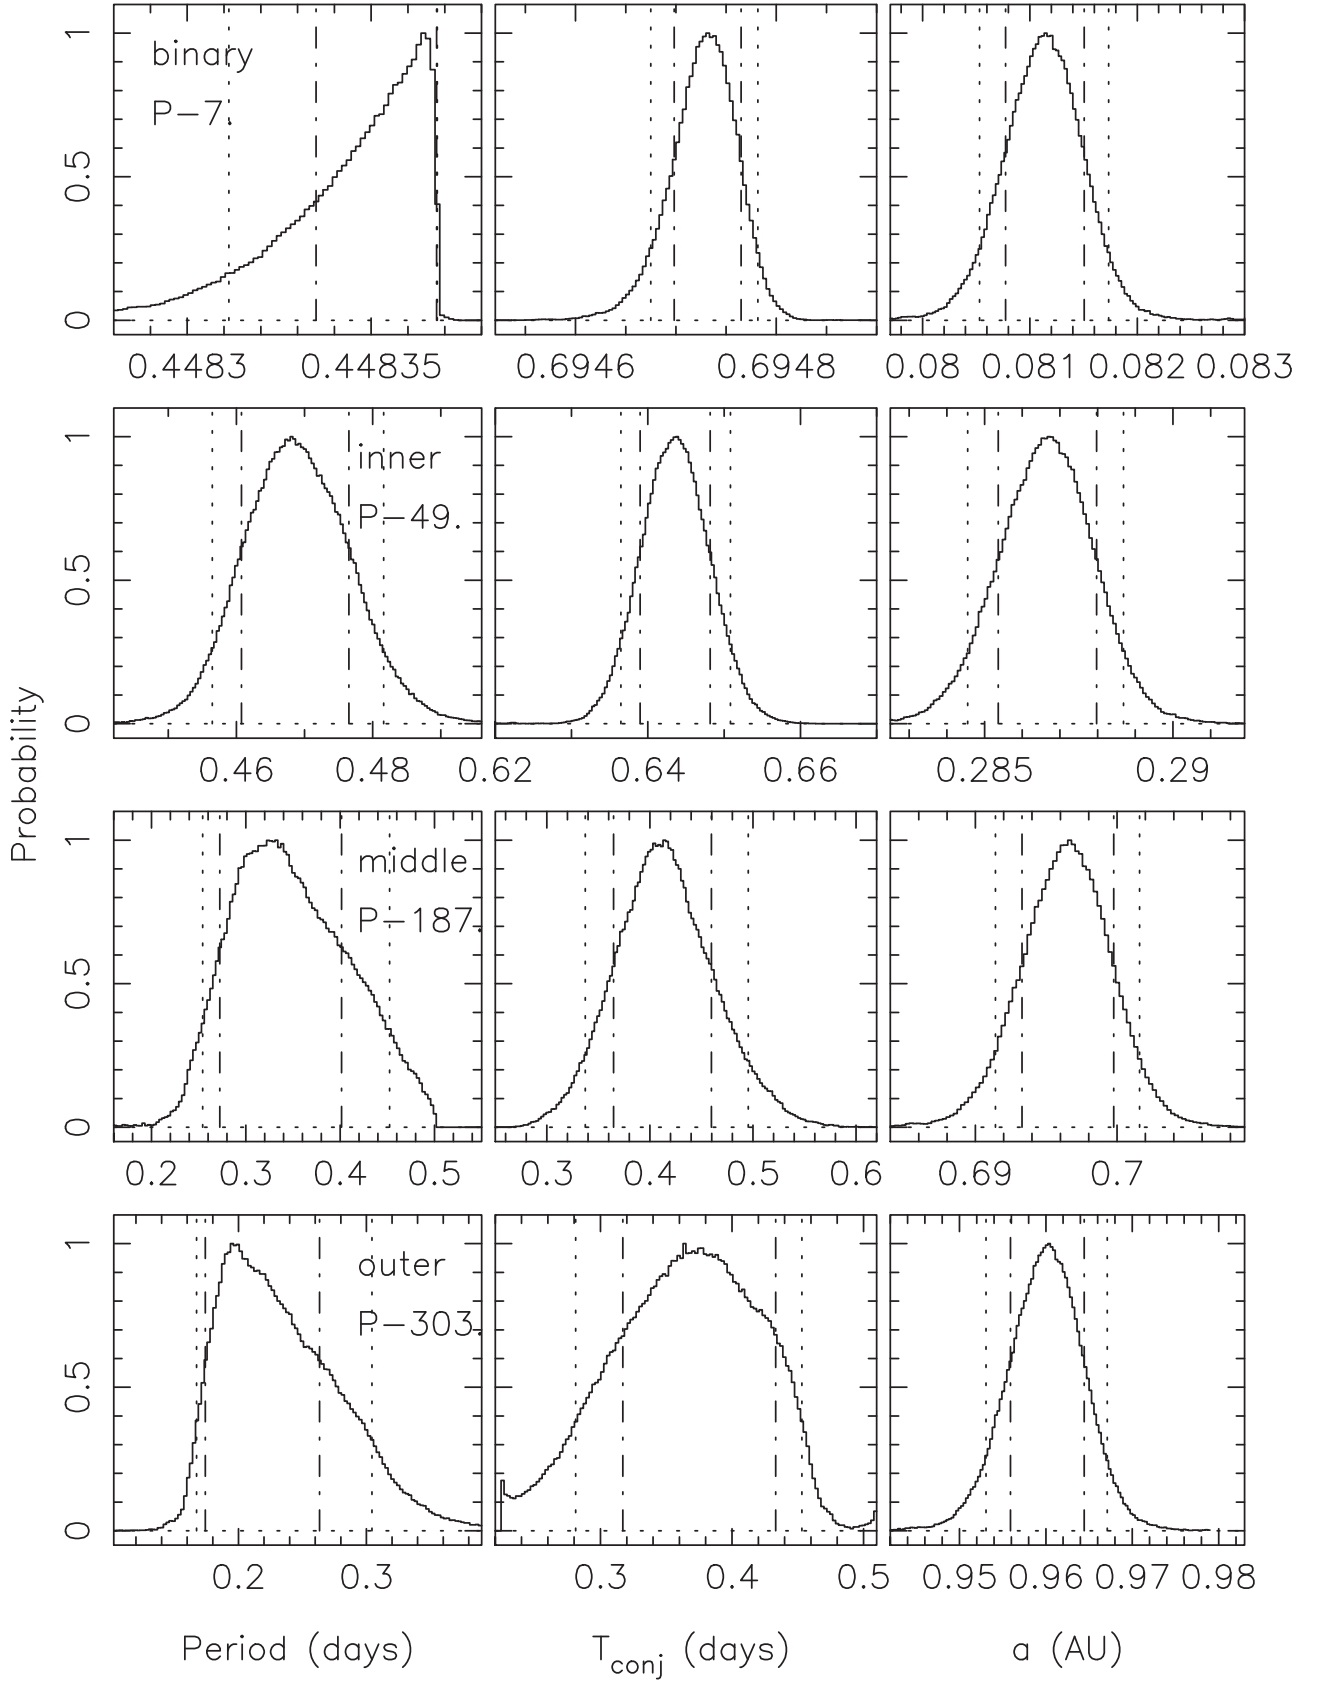 binary
P-7.
1
0.5
0
0.4483 0.44835 0.6946 0.6948 0.08 0.081 0.082 0.083
inner
P-49.
1
0.5
0
0.46 0.48 0.62 0.64 0.66 0.285 0.29
Probability
middle
P-187.
1
0.5
0
0.2 0.3 0.4 0.5 0.3 0.4 0.5 0.6 0.69 0.7
outer
P-303.
1
0.5
0
0.2 0.3 0.3 0.4 0.5 0.95 0.96 0.97 0.98
Period (days) Tconj (days) a (AU)